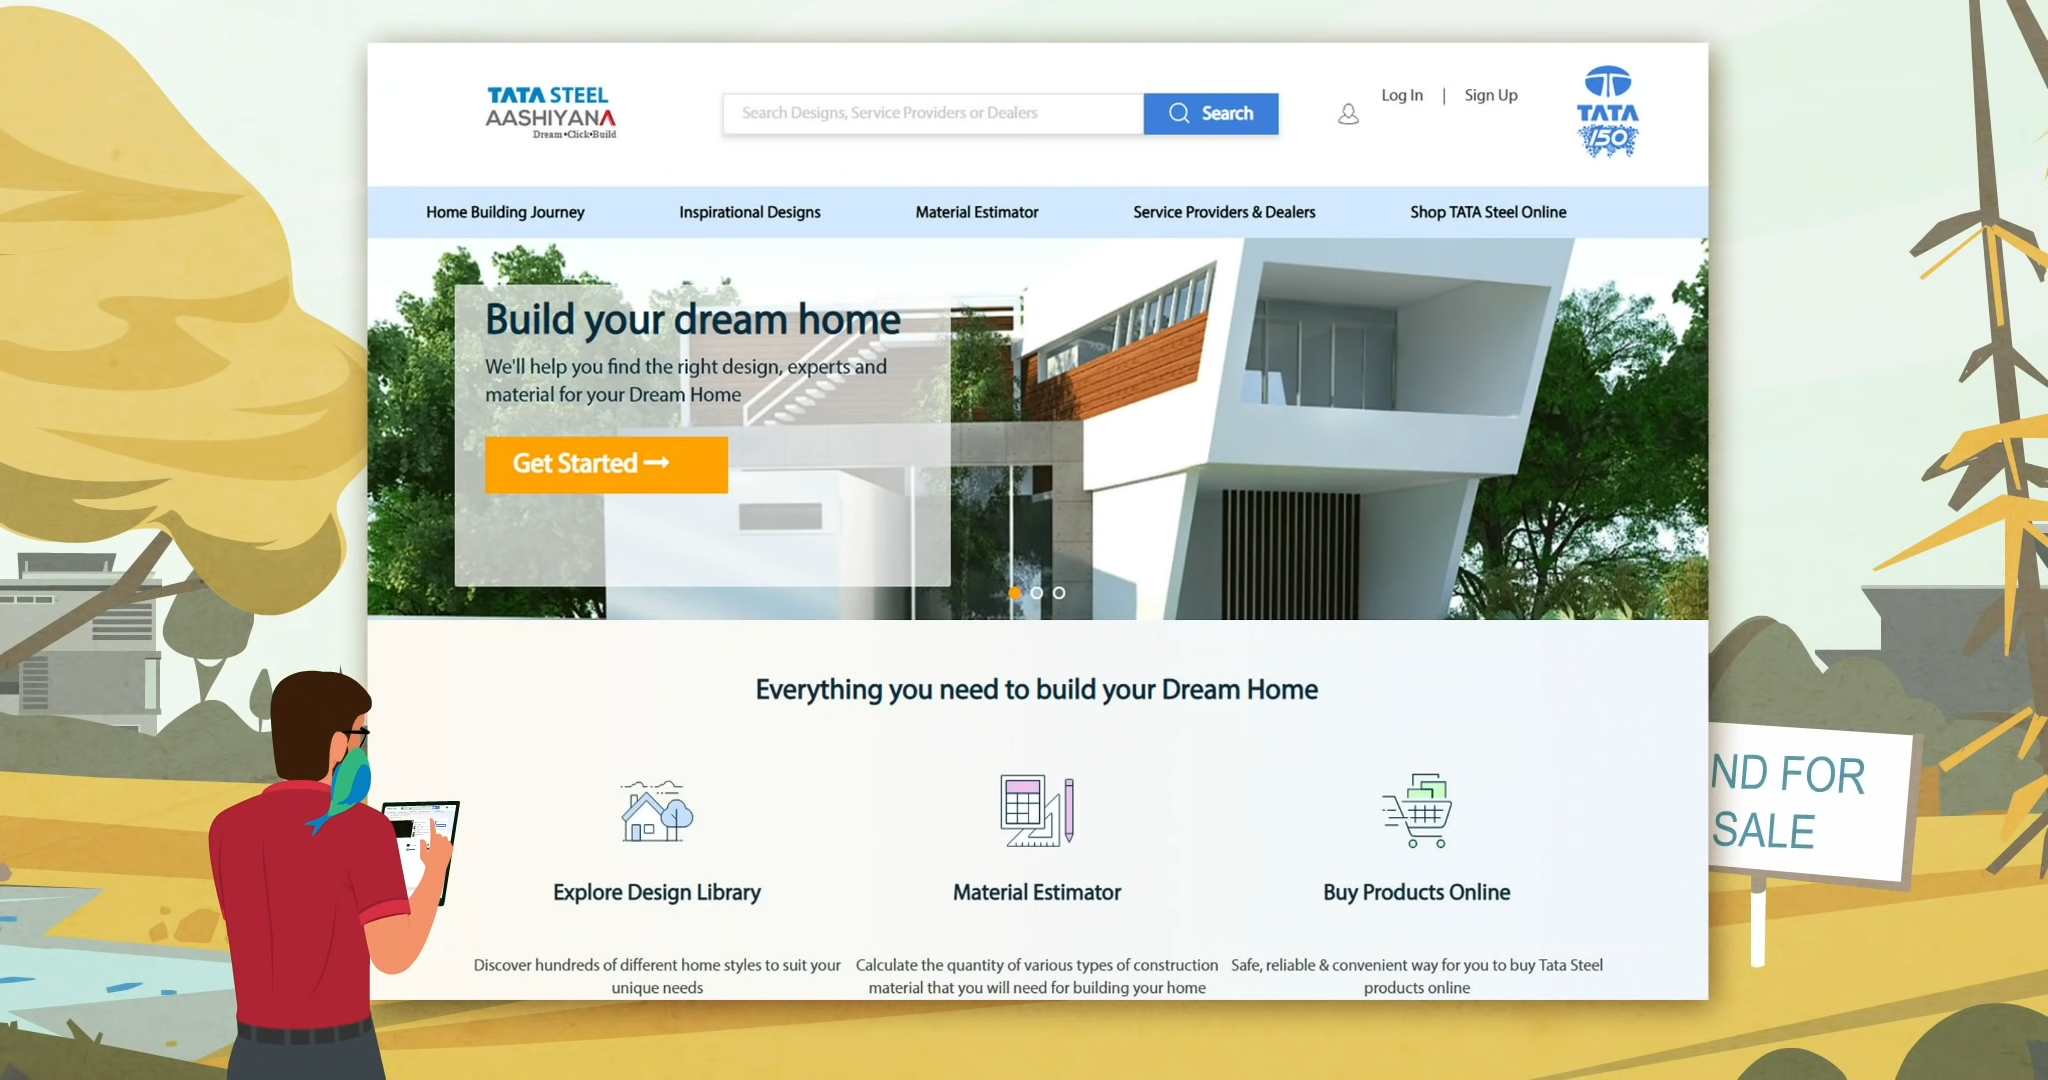 TATA STEEL
AASHIYANA
Dream•Click•Build
Search Designs, Service Providers or Dealers
Search
Log In | Sign Up
TATA
150
Home Building Journey
Inspirational Designs
Material Estimator
Service Providers & Dealers
Shop TATA Steel Online
Build your dream home
We'll help you find the right design, experts and
material for your Dream Home
Get Started →
Everything you need to build your Dream Home
Explore Design Library
Discover hundreds of different home styles to suit your
unique needs
Material Estimator
Calculate the quantity of various types of construction
material that you will need for building your home
Buy Products Online
Safe, reliable & convenient way for you to buy Tata Steel
products online
ND FOR
SALE